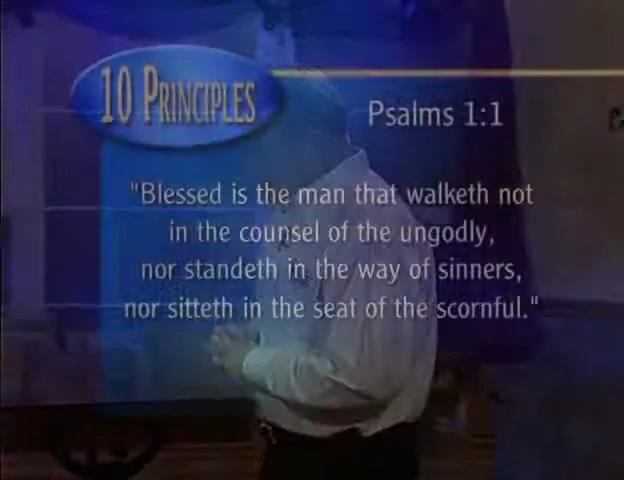 10 PRINCIPLES
Psalms 1:1
"Blessed is the man that walketh not
in the counsel of the ungodly,
nor standeth in the way of sinners,
nor sitteth in the seat of the scornful."